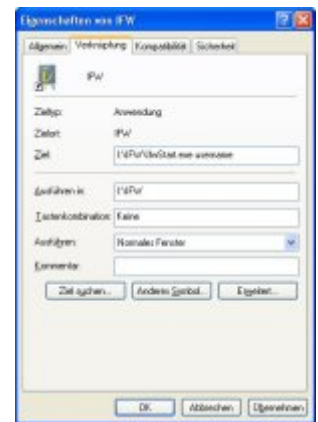 Eigenschaften von IFW
Allgemein Verknüpfung Kompatibilität Sicherheit
IFW
Zieltyp: Anwendung
Zielort: IFW
Ziel: username
Ausführen in:
Tastenkombination: Keine
Ausführen: Normales Fenster
Kommentar:
Ziel suchen... Anderes Symbol... Erweitert...
OK Abbrechen Übernehmen